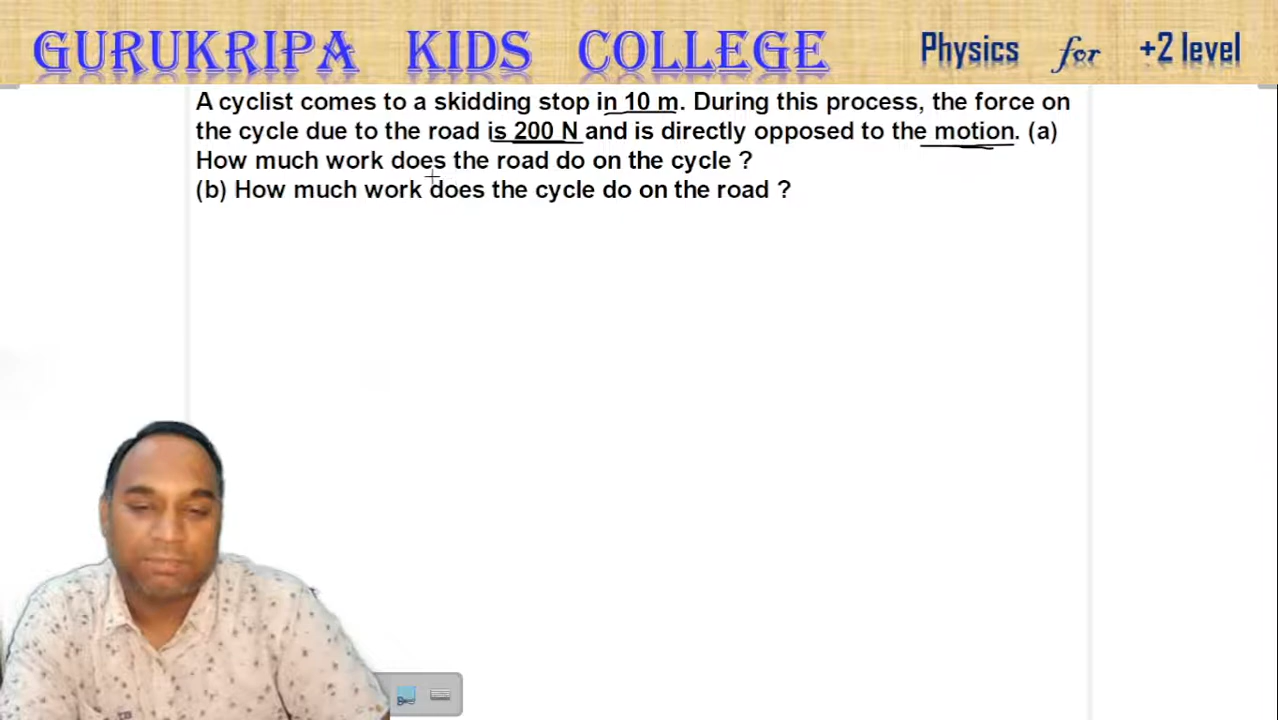 GURUKRIPA KIDS COLLEGE Physics for +2 level
A cyclist comes to a skidding stop in 10 m. During this process, the force on
the cycle due to the road is 200 N and is directly opposed to the motion. (a)
How much work does the road do on the cycle ?
(b) How much work does the cycle do on the road ?